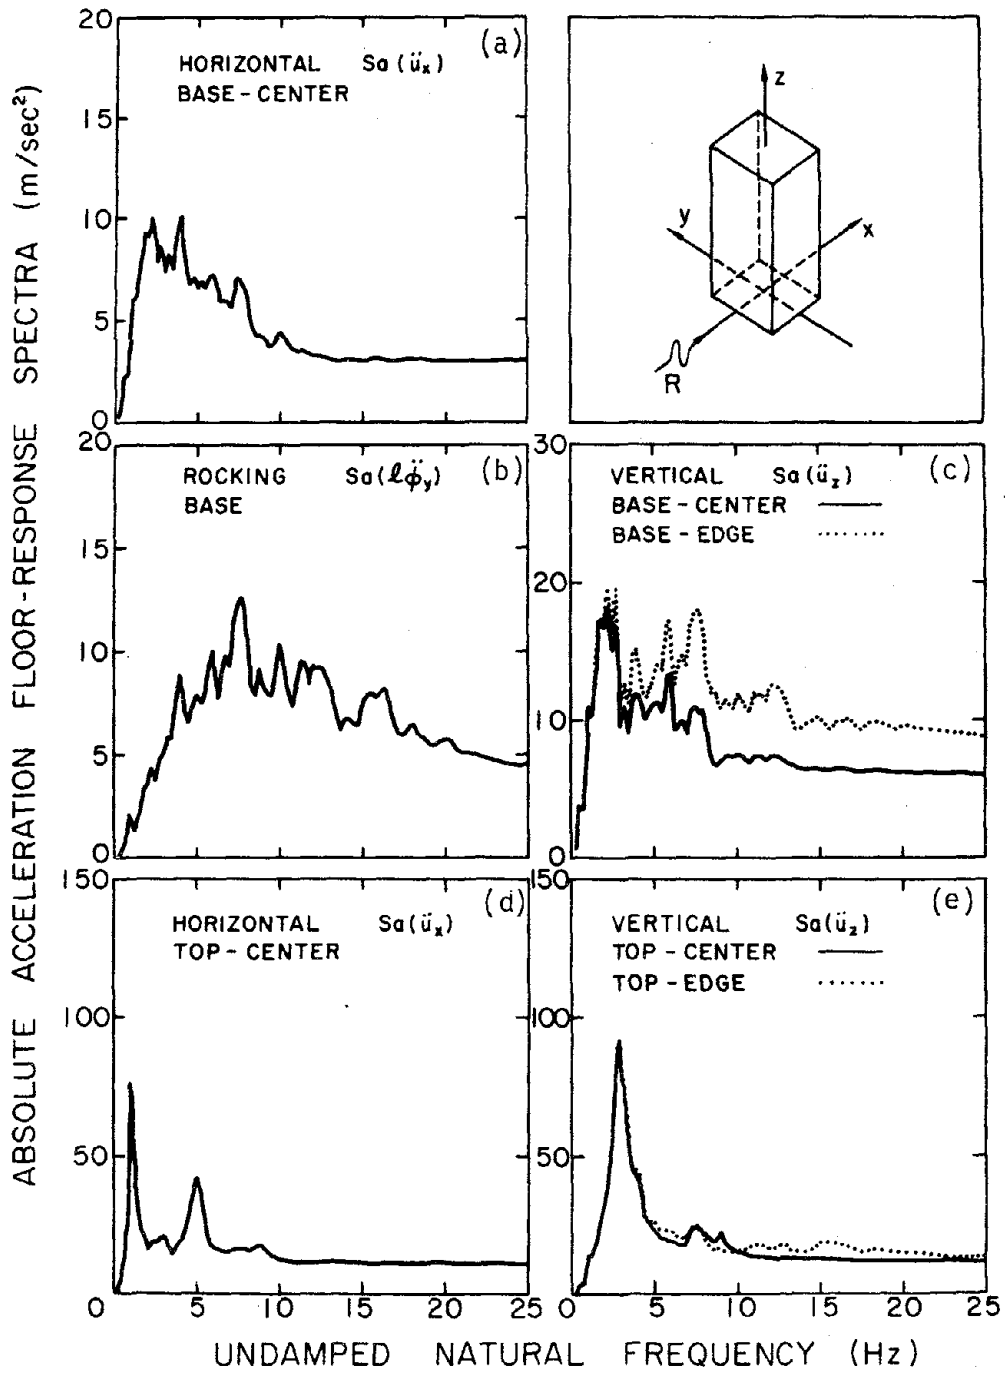 ABSOLUTE ACCELERATION FLOOR-RESPONSE SPECTRA (m/sec²)
20
15
10
5
0
HORIZONTAL Sa(ü_x) (a)
BASE-CENTER
z
y
x
R
20
15
10
5
0
ROCKING Sa(ℓϕ̈_y) (b)
BASE
30
20
10
0
VERTICAL Sa(ü_z) (c)
BASE-CENTER
BASE-EDGE
150
100
50
0
HORIZONTAL Sa(ü_x) (d)
TOP-CENTER
0 5 10 15 20 25
150
100
50
VERTICAL Sa(ü_z) (e)
TOP-CENTER
TOP-EDGE
0 5 10 15 20 25
UNDAMPED NATURAL FREQUENCY (Hz)